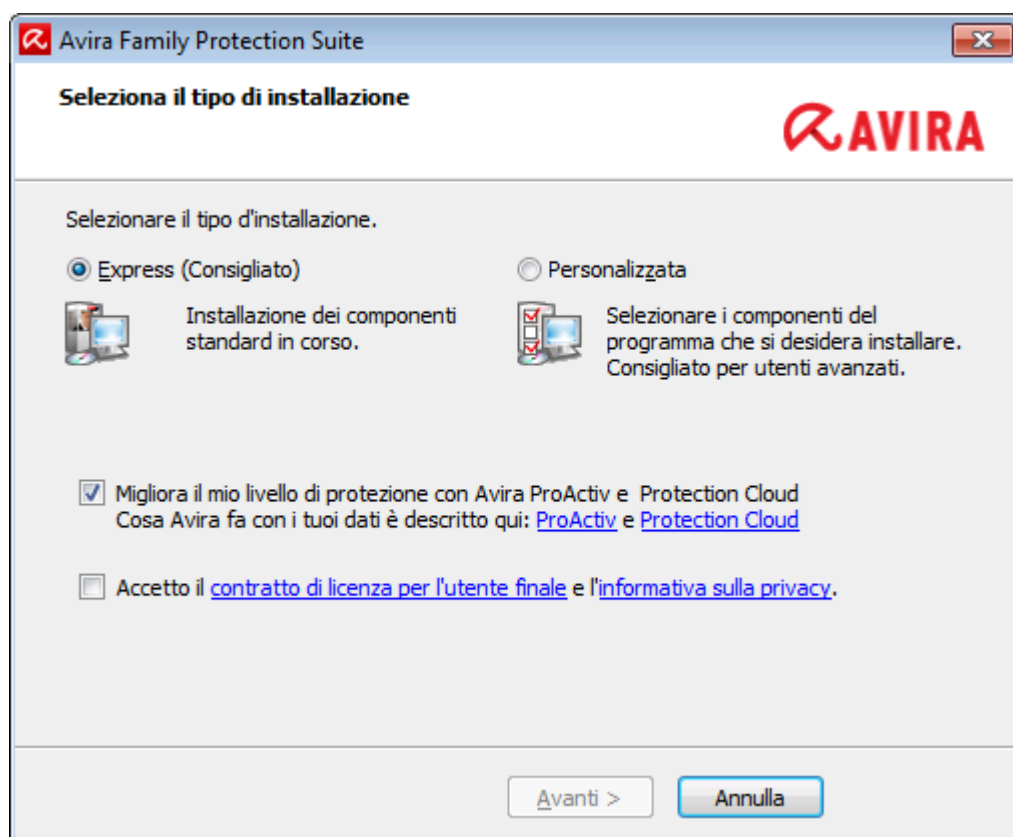 Avira Family Protection Suite
Seleziona il tipo di installazione
AVIRA
Selezionare il tipo d'installazione.
Express (Consigliato)
Personalizzata
Installazione dei componenti
standard in corso.
Selezionare i componenti del
programma che si desidera installare.
Consigliato per utenti avanzati.
Migliora il mio livello di protezione con Avira ProActiv e  Protection Cloud
Cosa Avira fa con i tuoi dati è descritto qui: ProActiv e Protection Cloud
Accetto il contratto di licenza per l'utente finale e l'informativa sulla privacy.
Avanti >
Annulla